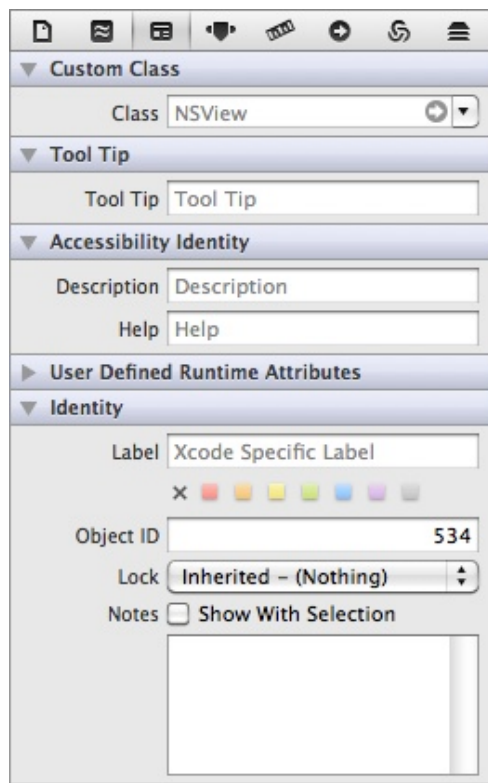 Custom Class
Class NSView
Tool Tip
Tool Tip Tool Tip
Accessibility Identity
Description Description
Help Help
User Defined Runtime Attributes
Identity
Label Xcode Specific Label
Object ID 534
Lock Inherited - (Nothing)
Notes Show With Selection